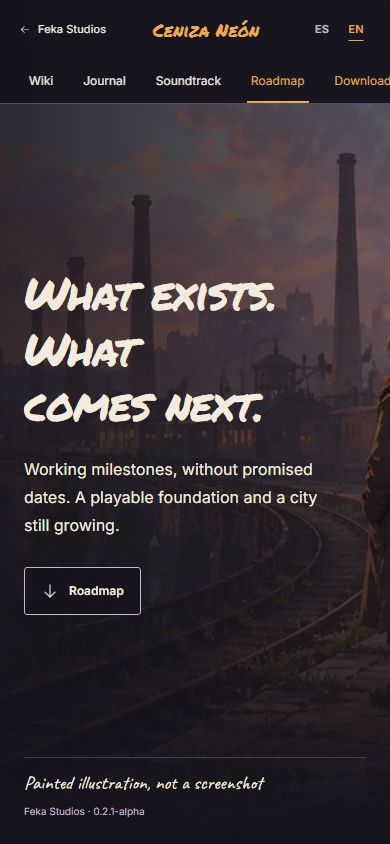 ← Feka Studios
Ceniza Neón
ES
EN
Wiki
Journal
Soundtrack
Roadmap
Download
What exists.
What
comes next.
Working milestones, without promised
dates. A playable foundation and a city
still growing.
↓ Roadmap
Painted illustration, not a screenshot
Feka Studios · 0.2.1-alpha